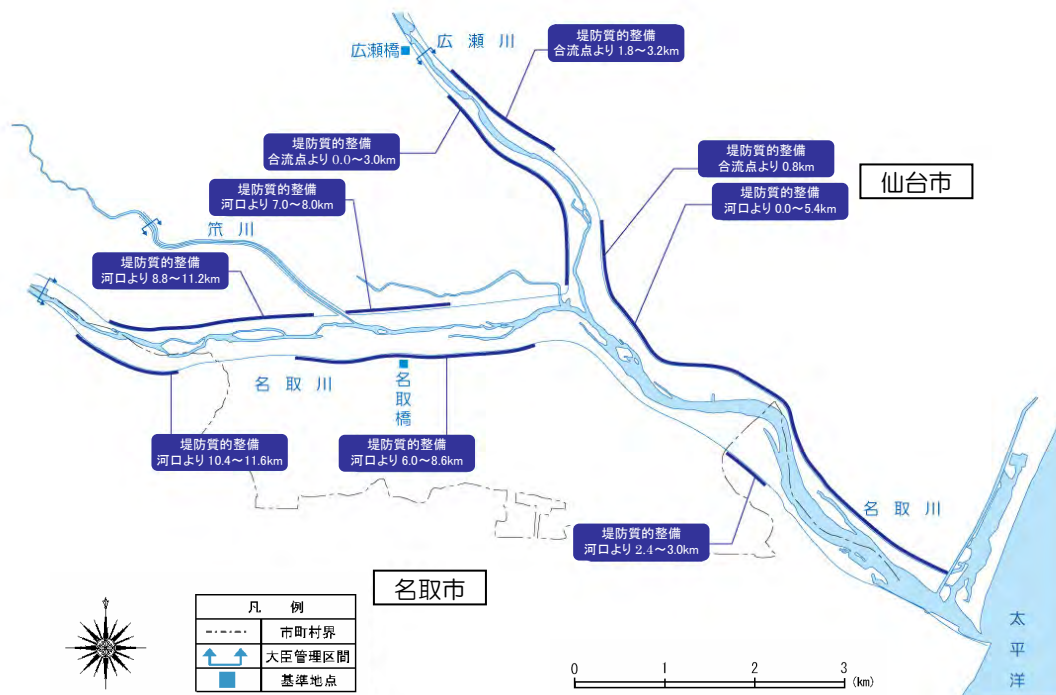 広瀬橋
広瀬川
堤防質的整備
合流点より 1.8～3.2km
堤防質的整備
合流点より 0.0～3.0km
堤防質的整備
合流点より 0.8km
仙台市
堤防質的整備
河口より 7.0～8.0km
堤防質的整備
河口より 0.0～5.4km
笊川
堤防質的整備
河口より 8.8～11.2km
名取川
名取橋
堤防質的整備
河口より 10.4～11.6km
堤防質的整備
河口より 6.0～8.6km
名取川
堤防質的整備
河口より 2.4～3.0km
名取市
凡例
市町村界
大臣管理区間
基準地点
太平洋
0 1 2 3 (km)